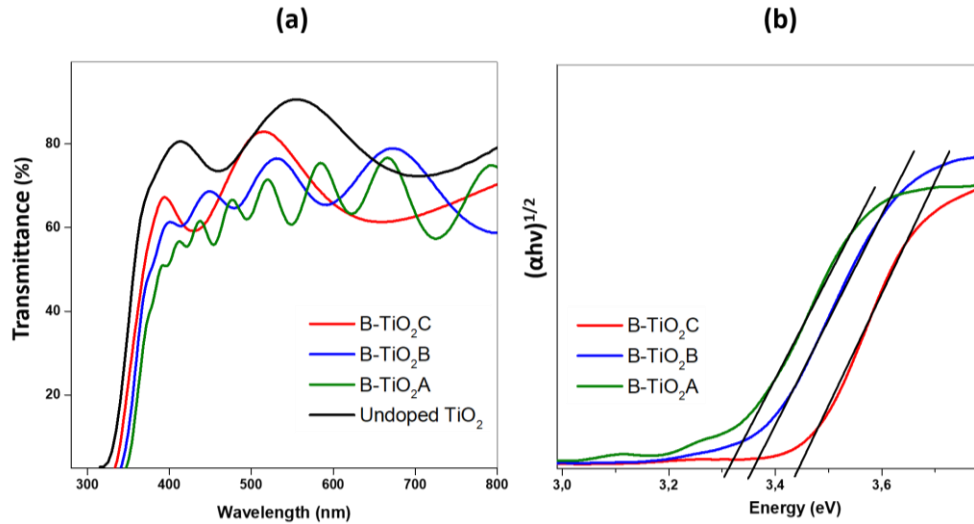 (a)
Transmittance (%)
80
60
40
20
B-TiO₂C
B-TiO₂B
B-TiO₂A
Undoped TiO₂
300 400 500 600 700 800
Wavelength (nm)
(b)
(αhν)¹/²
B-TiO₂C
B-TiO₂B
B-TiO₂A
3,0 3,2 3,4 3,6
Energy (eV)